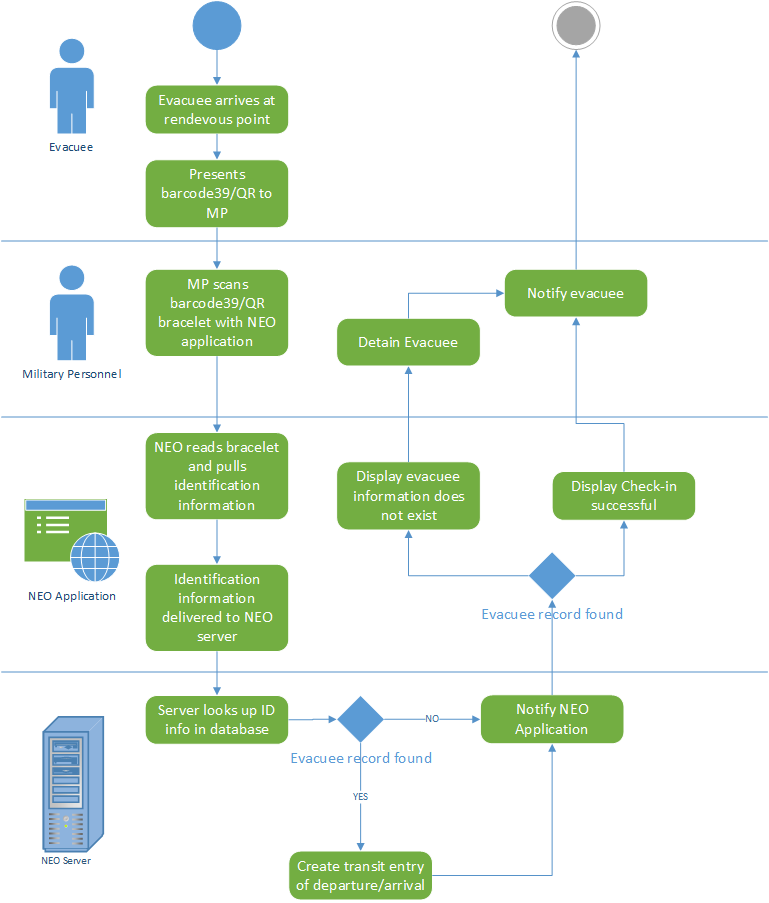 Evacuee
Evacuee arrives at
rendevous point
Presents
barcode39/QR to
MP
Military Personnel
MP scans
barcode39/QR
bracelet with NEO
application
Detain Evacuee
Notify evacuee
NEO Application
NEO reads bracelet
and pulls
identification
information
Display evacuee
information does
not exist
Display Check-in
successful
Identification
information
delivered to NEO
server
Evacuee record found
NEO Server
Server looks up ID
info in database
Evacuee record found
NO
Notify NEO
Application
YES
Create transit entry
of departure/arrival